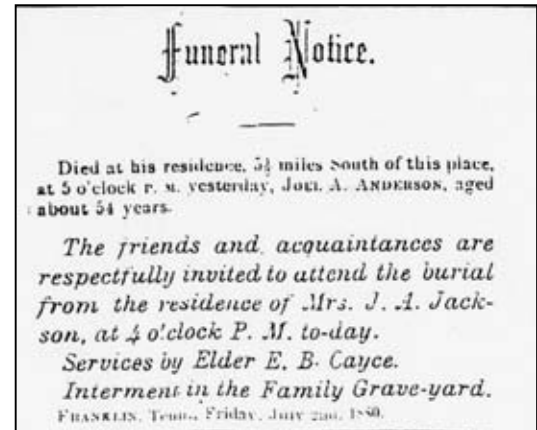 Funeral Notice.
Died at his residence, 5½ miles South of this place,
at 5 o'clock P. M. yesterday, JOEL A. ANDERSON, aged
about 54 years.
The friends and acquaintances are
respectfully invited to attend the burial
from the residence of Mrs. J. A. Jack-
son, at 4 o'clock P. M. to-day.
Services by Elder E. B. Cayce.
Interment in the Family Grave-yard.
FRANKLIN, Tenn., Friday, July 2nd, 1880.